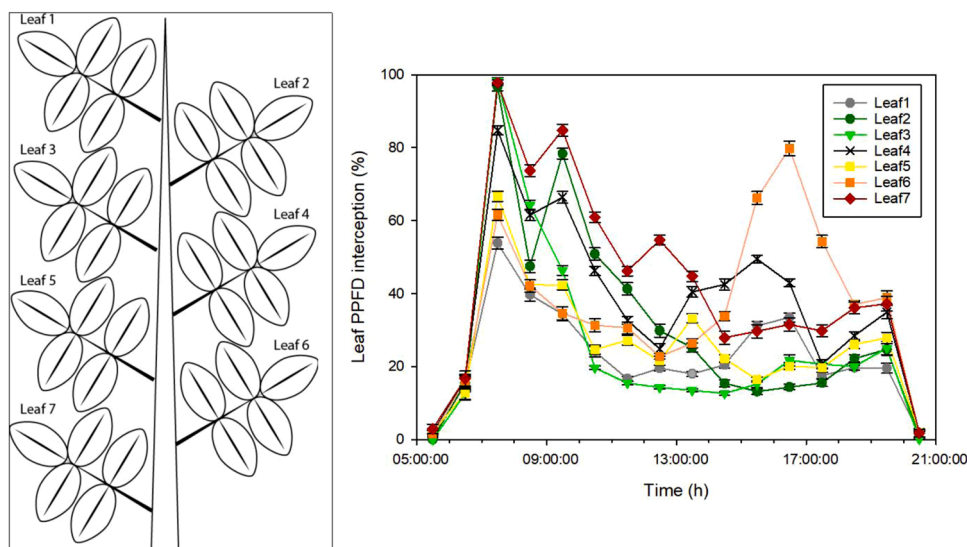 Leaf 1
Leaf 2
Leaf 3
Leaf 4
Leaf 5
Leaf 6
Leaf 7
Leaf PPFD interception (%)
100
80
60
40
20
0
05:00:00 09:00:00 13:00:00 17:00:00 21:00:00
Time (h)
Leaf1
Leaf2
Leaf3
Leaf4
Leaf5
Leaf6
Leaf7